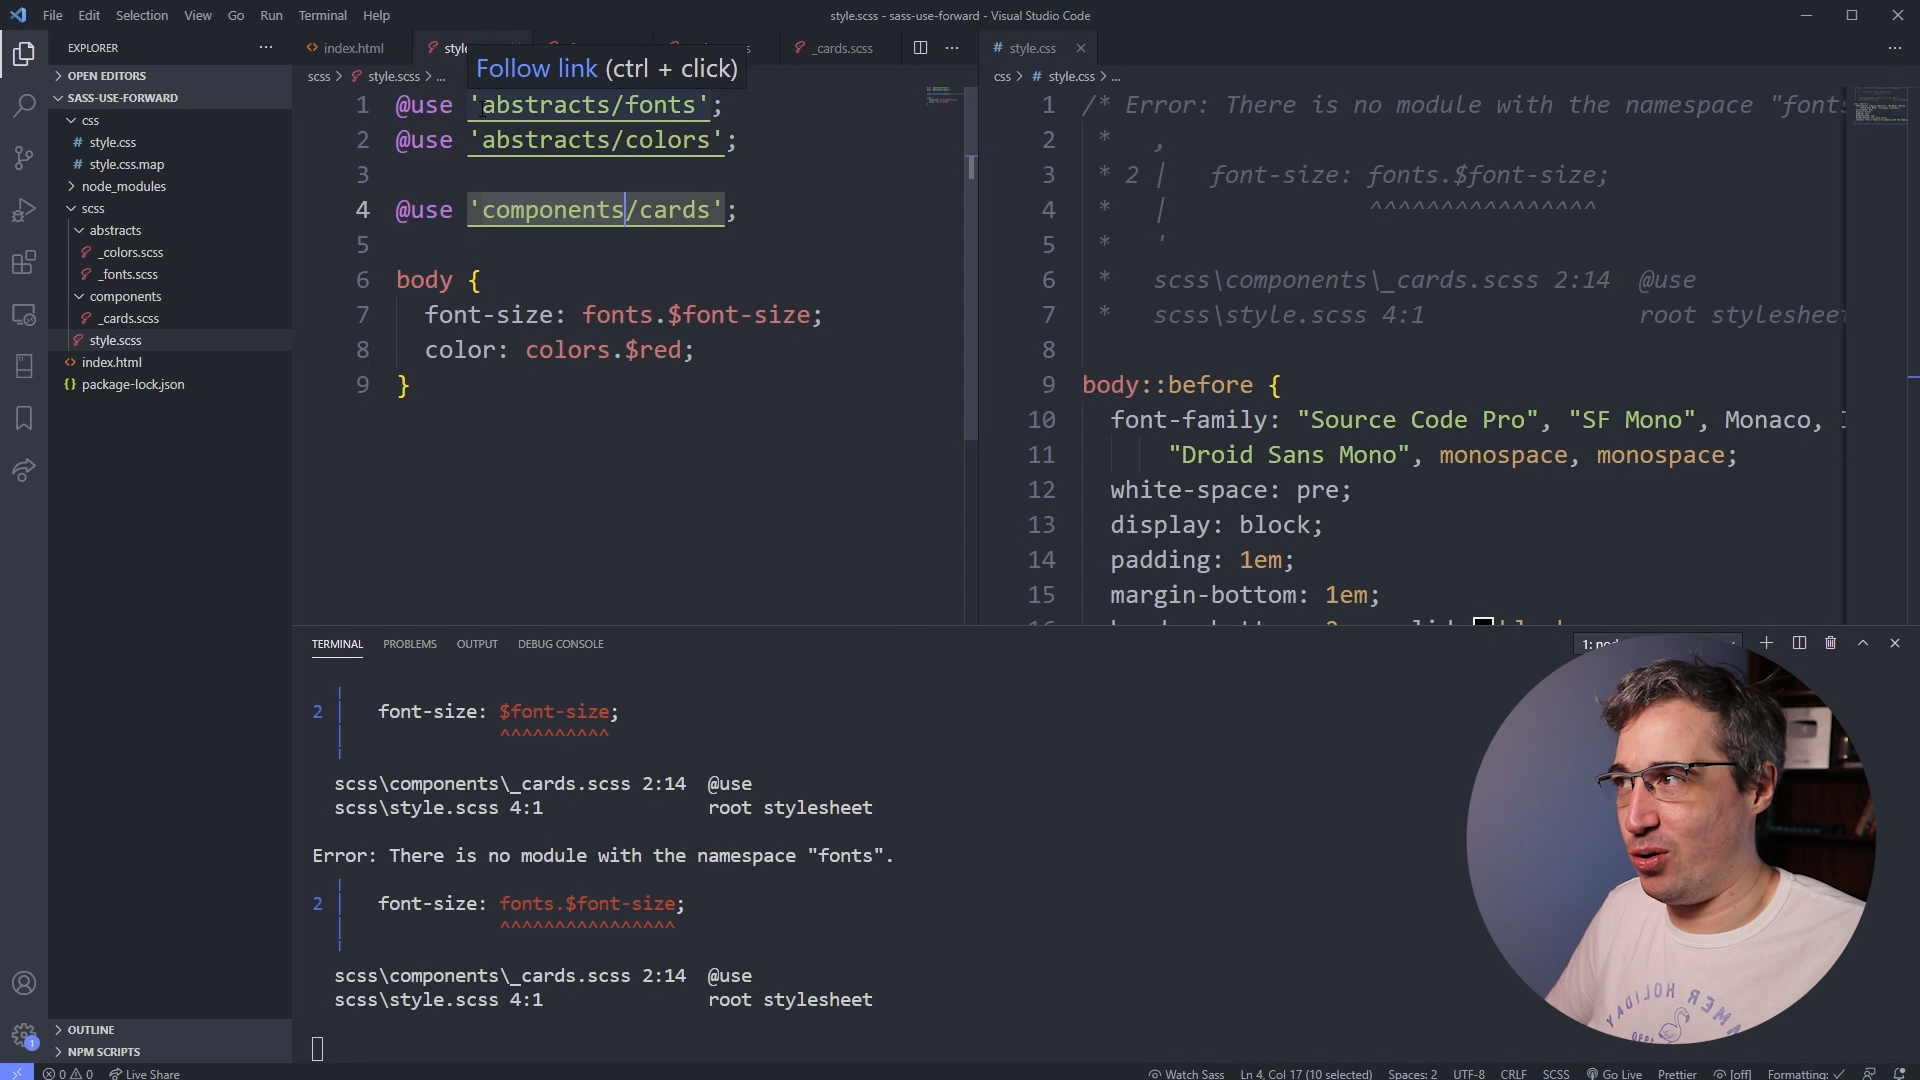 File Edit Selection View Go Run Terminal Help
style.scss - sass-use-forward - Visual Studio Code
EXPLORER
OPEN EDITORS
SASS-USE-FORWARD
css
style.css
style.css.map
node_modules
scss
abstracts
_colors.scss
_fonts.scss
components
_cards.scss
style.scss
index.html
package-lock.json
OUTLINE
NPM SCRIPTS
index.html
_cards.scss
Follow link (ctrl + click)
scss > style.scss > ...
1 @use 'abstracts/fonts';
2 @use 'abstracts/colors';
3
4 @use 'components/cards';
5
6 body {
7 font-size: fonts.$font-size;
8 color: colors.$red;
9 }
# style.css
css > # style.css > ...
1 /* Error: There is no module with the namespace "fonts
2 * ,
3 * 2 | font-size: fonts.$font-size;
4 * | ^^^^^^^^^^^^^^^^
5 * '
6 * scss\components\_cards.scss 2:14 @use
7 * scss\style.scss 4:1 root stylesheet
8
9 body::before {
10 font-family: "Source Code Pro", "SF Mono", Monaco,
11 "Droid Sans Mono", monospace, monospace;
12 white-space: pre;
13 display: block;
14 padding: 1em;
15 margin-bottom: 1em;
TERMINAL PROBLEMS OUTPUT DEBUG CONSOLE
2 | font-size: $font-size;
^^^^^^^^^^
scss\components\_cards.scss 2:14 @use
scss\style.scss 4:1 root stylesheet
Error: There is no module with the namespace "fonts".
2 | font-size: fonts.$font-size;
^^^^^^^^^^^^^^^^
scss\components\_cards.scss 2:14 @use
scss\style.scss 4:1 root stylesheet
0 0 Live Share
Watch Sass Ln 4, Col 17 (10 selected) Spaces: 2 UTF-8 CRLF SCSS Go Live Prettier [off] Formatting: ✓